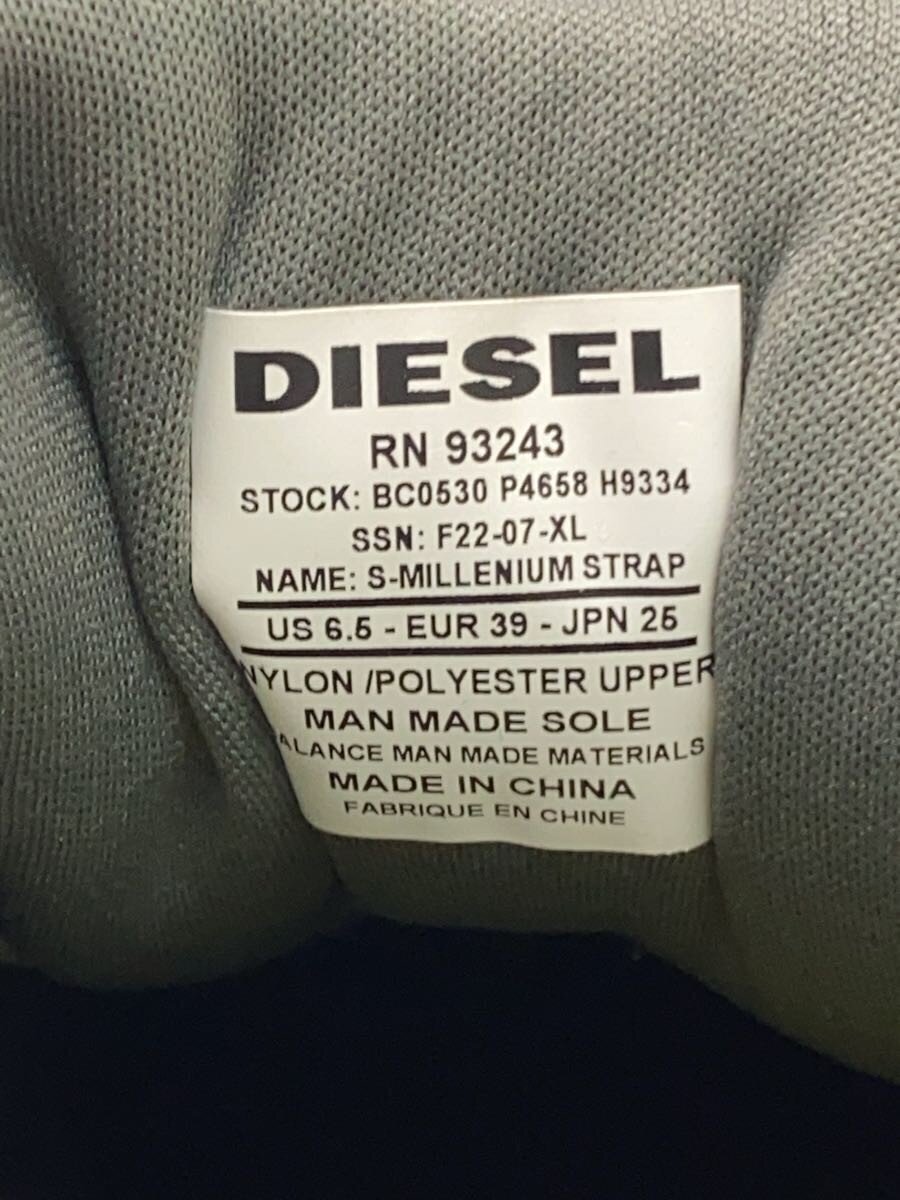 DIESEL
RN 93243
STOCK: BC0530 P4658 H9334
SSN: F22-07-XL
NAME: S-MILLENIUM STRAP
US 6.5 - EUR 39 - JPN 25
NYLON /POLYESTER UPPER
MAN MADE SOLE
BALANCE MAN MADE MATERIALS
MADE IN CHINA
FABRIQUE EN CHINE